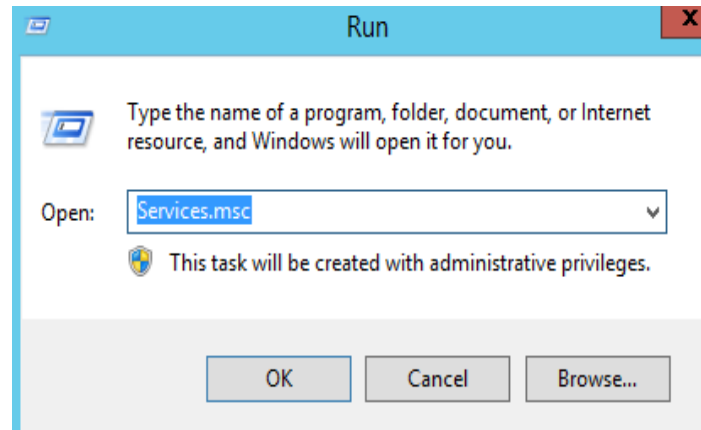 Run
X
Type the name of a program, folder, document, or Internet
resource, and Windows will open it for you.
Open: Services.msc
This task will be created with administrative privileges.
OK Cancel Browse...